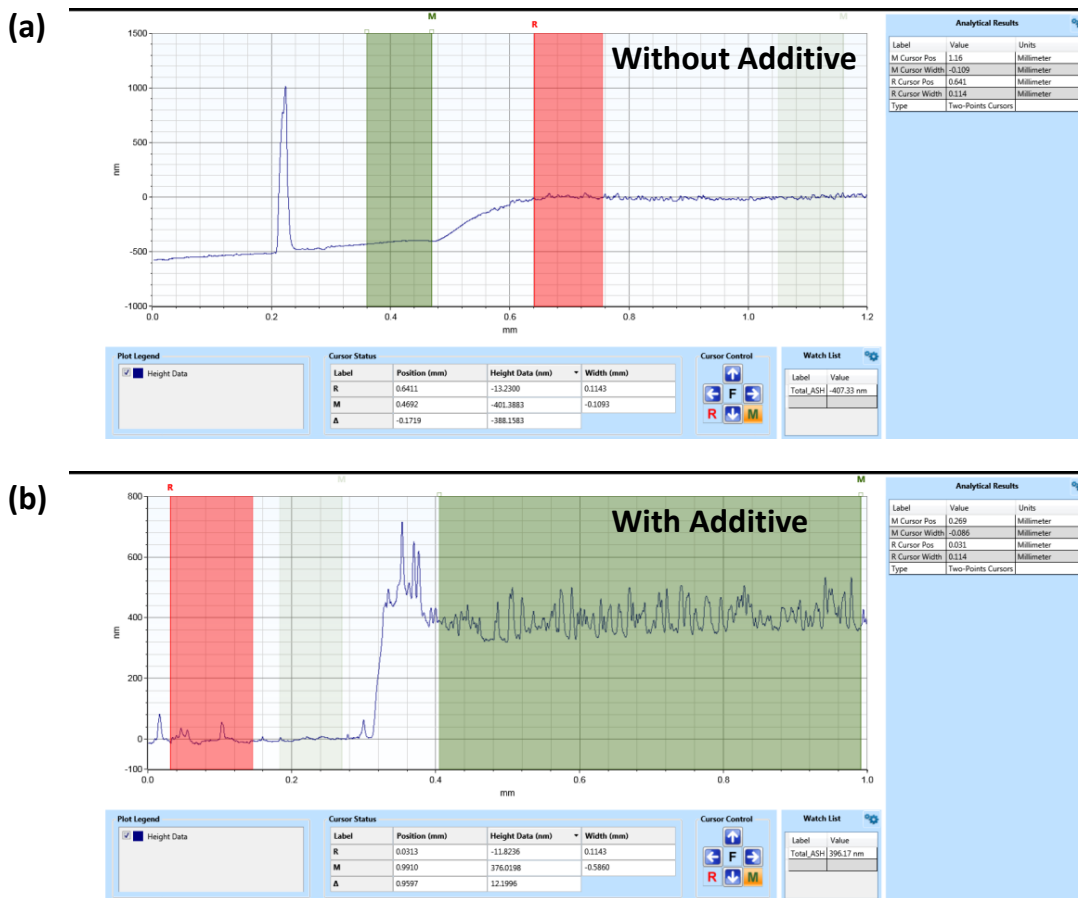 (a)
M
R
M
Without Additive
1500
1000
500
0
-500
-1000
nm
0.0 0.2 0.4 0.6 0.8 1.0 1.2
mm
Analytical Results
Label Value Units
M Cursor Pos 1.16 Millimeter
M Cursor Width -0.109 Millimeter
R Cursor Pos 0.641 Millimeter
R Cursor Width 0.114 Millimeter
Type Two-Points Cursors
Plot Legend
Height Data
Cursor Status
Label Position (mm) Height Data (nm) Width (mm)
R 0.6411 -13.2300 0.1143
M 0.4692 -401.3883 -0.1093
Δ -0.1719 -388.1583
Cursor Control
F
R M
Watch List
Label Value
Total_ASH -407.33 nm
(b)
R
M
M
With Additive
800
600
400
200
0
-100
nm
0.0 0.2 0.4 0.6 0.8 1.0
mm
Analytical Results
Label Value Units
M Cursor Pos 0.269 Millimeter
M Cursor Width -0.086 Millimeter
R Cursor Pos 0.031 Millimeter
R Cursor Width 0.114 Millimeter
Type Two-Points Cursors
Plot Legend
Height Data
Cursor Status
Label Position (mm) Height Data (nm) Width (mm)
R 0.0313 -11.8236 0.1143
M 0.9910 376.0198 -0.5860
Δ 0.9597 12.1996
Cursor Control
F
R M
Watch List
Label Value
Total_ASH 396.17 nm